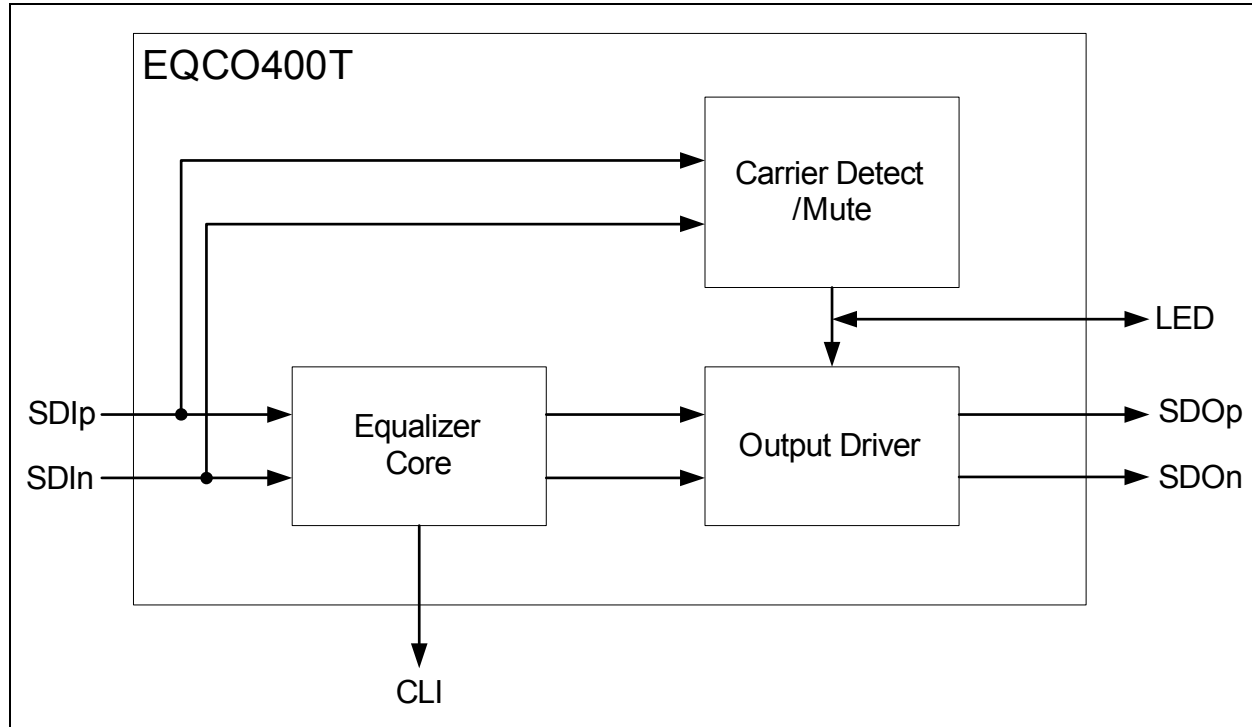 EQCO400T
Carrier Detect
/Mute
LED
SDIp
SDIn
Equalizer
Core
Output Driver
SDOp
SDOn
CLI